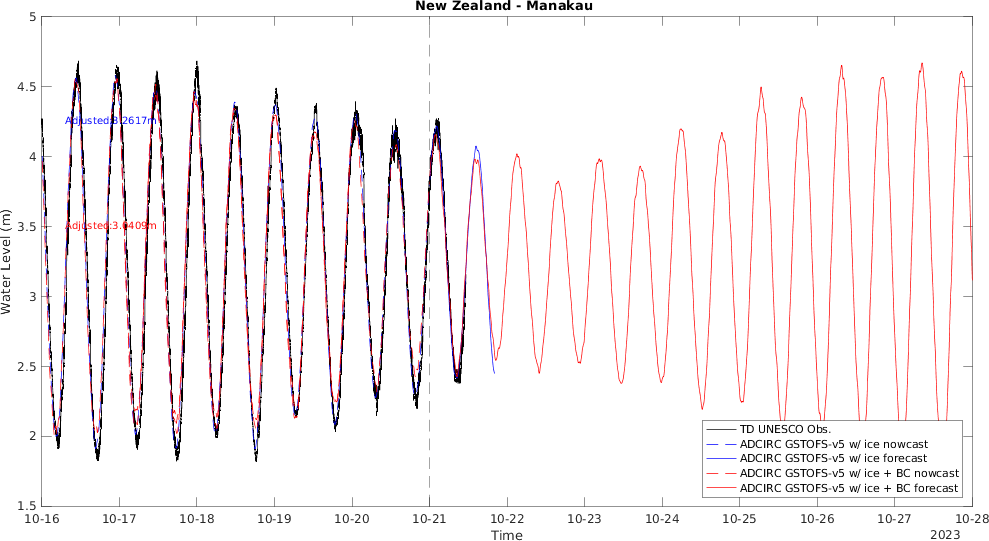 New Zealand - Manakau
5
4.5
4
3.5
3
2.5
2
1.5
Water Level (m)
Adjusted:3.2617m
Adjusted:3.0409m
TD UNESCO Obs.
ADCIRC GSTOFS-v5 w/ ice nowcast
ADCIRC GSTOFS-v5 w/ ice forecast
ADCIRC GSTOFS-v5 w/ ice + BC nowcast
ADCIRC GSTOFS-v5 w/ ice + BC forecast
10-16 10-17 10-18 10-19 10-20 10-21 10-22 10-23 10-24 10-25 10-26 10-27 10-28
Time
2023